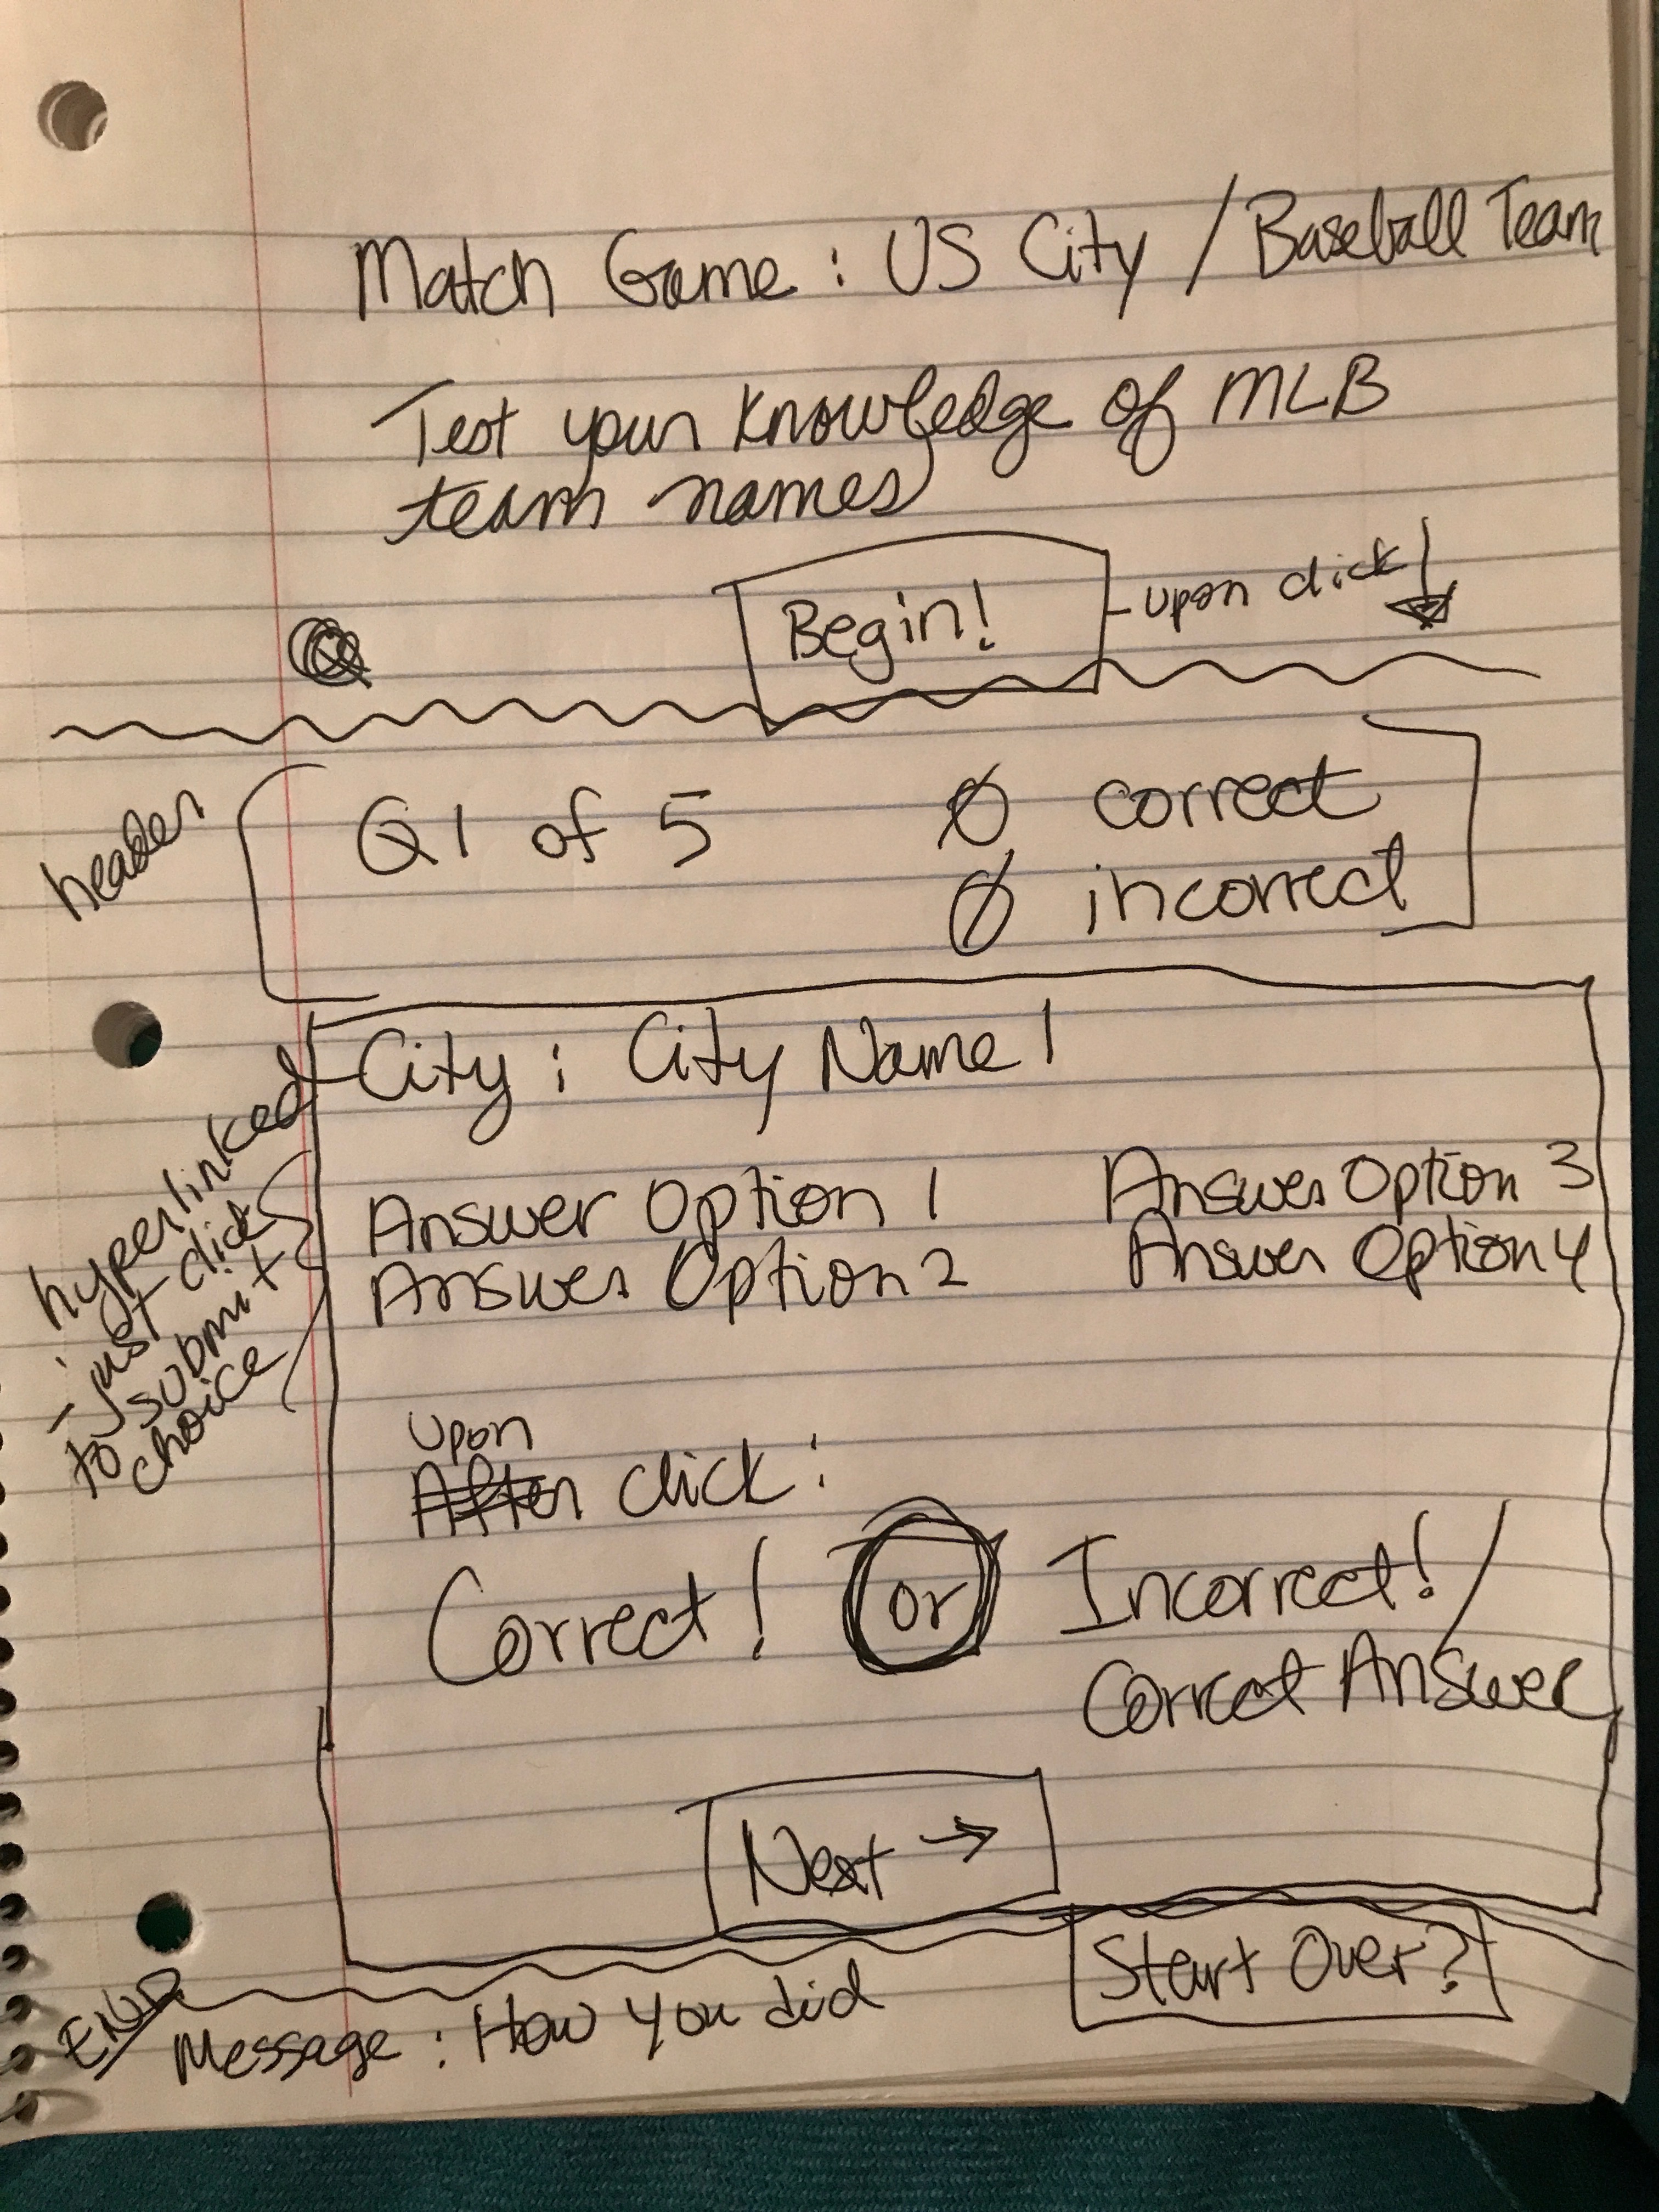 Match Game : US City / Baseball Team
Test your knowledge of MLB
team names
Begin! - upon click
header
Q1 of 5 0 correct
0 incorrect
City : City Name 1
hyperlinked
- just click
to submit
choice
Answer Option 1 Answer Option 3
Answer Option 2 Answer Option 4
Upon
After click :
Correct! or Incorrect! /
Correct Answer
Next →
Start Over?
END
Message : How you did